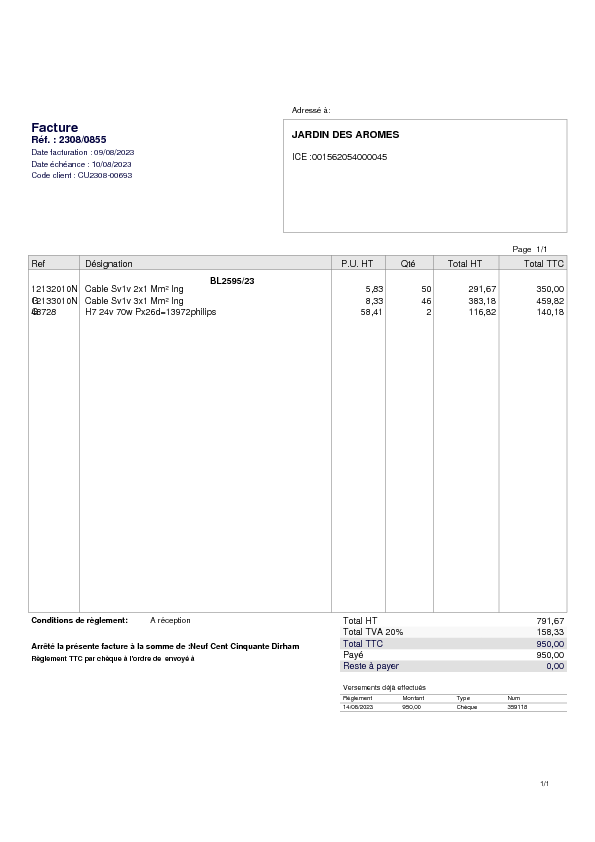 Adressé à:
Facture
Réf. : 2308/0855
Date facturation : 09/08/2023
Date échéance : 10/08/2023
Code client : CU2308-00693
JARDIN DES AROMES
ICE :001562054000045
Page 1/1
Ref Désignation P.U. HT Qté Total HT Total TTC
BL2595/23
12132010N Cable Sv1v 2x1 Mm² Ing 5,83 50 291,67 350,00
12133010N Cable Sv1v 3x1 Mm² Ing 8,33 46 383,18 459,82
48728 H7 24v 70w Px26d=13972philips 58,41 2 116,82 140,18
Conditions de règlement: A réception
Arrêté la présente facture à la somme de :Neuf Cent Cinquante Dirham
Règlement TTC par chèque à l'ordre de envoyé à
Total HT 791,67
Total TVA 20% 158,33
Total TTC 950,00
Payé 950,00
Reste à payer 0,00
Versements déjà effectués
Règlement Montant Type Num
14/08/2023 950,00 Chèque 359118
1/1